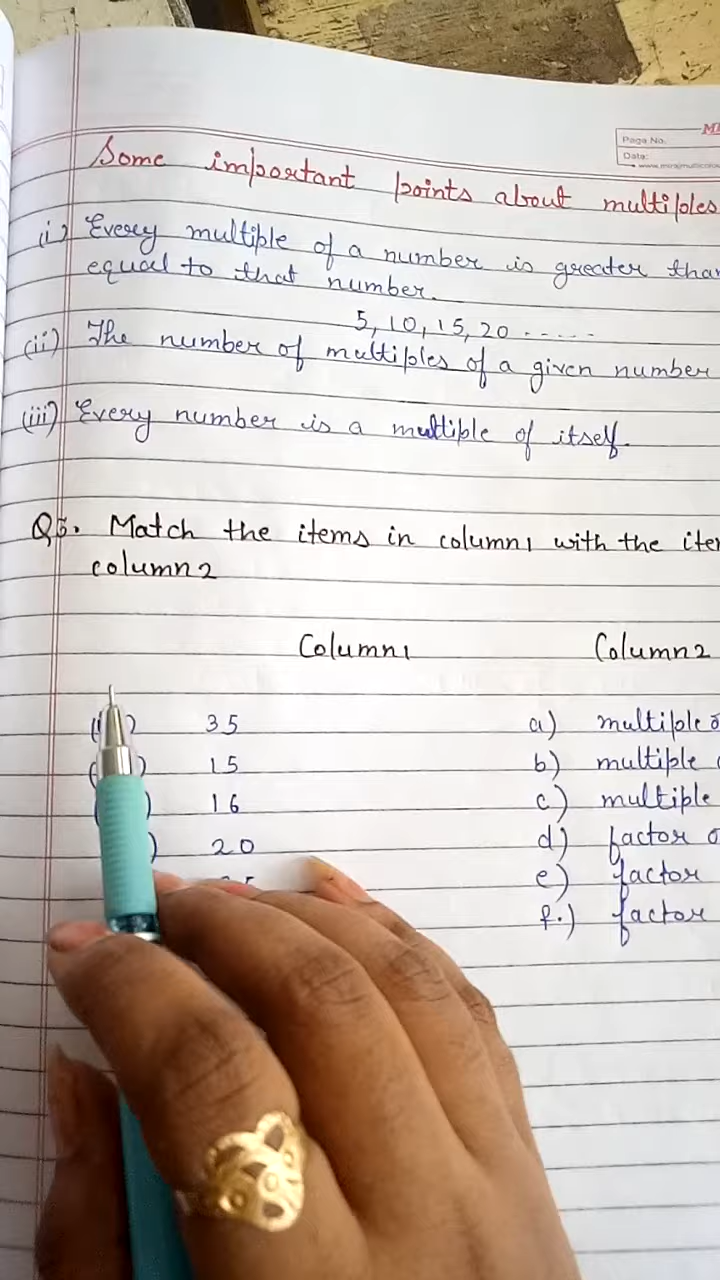 Page No.
Date:
Some important points about multiples
(i) Every multiple of a number is greater than
equal to that number.
5, 10, 15, 20 .....
(ii) The number of multiples of a given number
(iii) Every number is a multiple of itself.
Q5. Match the items in column1 with the
column2
Column1 Column2
35 a) multiple
15 b) multiple
16 c) multiple
20 d) factor
e) factor
f.) factor